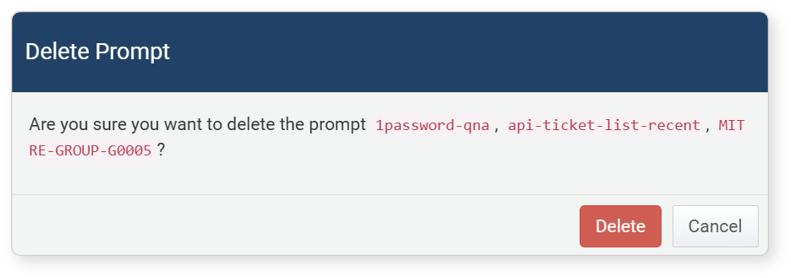 Delete Prompt
Are you sure you want to delete the prompt 1password-qna, api-ticket-list-recent, MIT
RE-GROUP-G0005?
Delete Cancel